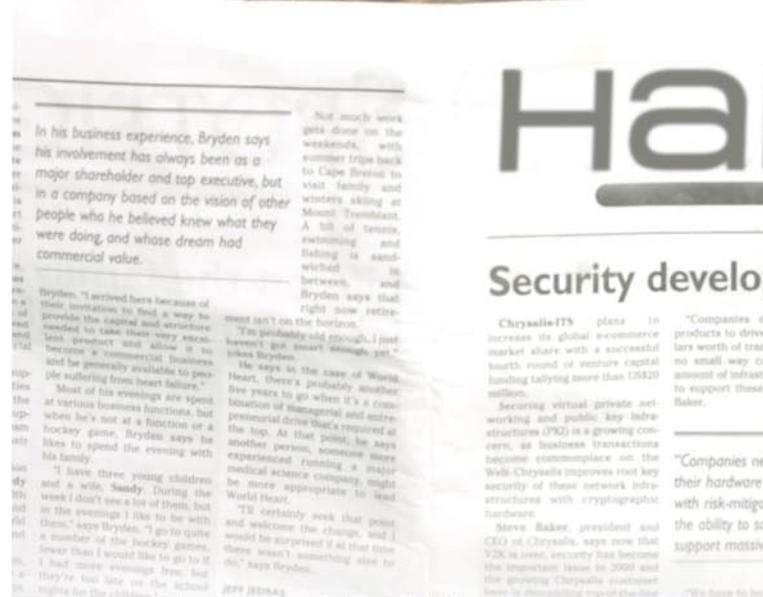 In his business experience, Bryden says
his involvement has always been as a
major shareholder and top executive, but
in a company based on the vision of other
people who he believed knew what they
were doing, and whose dream had
commercial value.
Bryden. "I arrived here because of
their invitation to find a way to
provide the capital and structure
needed to take their very excel-
lent product and allow it to
become a commercial business
and be generally available to peo-
ple suffering from heart failure."
Most of his evenings are spent
at various business functions, but
when he's not at a function or a
hockey game, Bryden says he
likes to spend the evening with
his family.
"I have three young children
and a wife, Sandy. During the
week I don't see a lot of them, but
in the evenings I like to be with
them," says Bryden. "I go to quite
a number of the hockey games,
fewer than I would like to go to if
I had more evenings free, but
they're too late on the school
nights for the
Not much work
gets done on the
weekends, with
summer trips back
to Cape Breton to
visit family and
winters skiing at
Mount Tremblant.
A bit of tennis,
swimming and
fishing is sand-
wiched in
between, and
Bryden says that
right now retire-
ment isn't on the horizon.
"I'm probably old enough, I just
haven't got smart enough yet,"
jokes Bryden.
He says in the case of World
Heart, there's probably another
five years to go when it's a com-
bination of managerial and entre-
preneurial drive that's required at
the top. At that point, he says
another person, someone more
experienced running a major
medical science company, might
be more appropriate to lead
World Heart.
"I'll certainly seek that point
and welcome the change, and I
would be surprised if at that time
there wasn't something else to
do," says Bryden.
JEFF JEDRAS
Ha
Security develo
Chrysalis-ITS plans to
increase its global e-commerce
market share with a successful
fourth round of venture capital
funding tallying more than US$20
million.
Securing virtual private net-
working and public key infra-
structures (PKI) is a growing con-
cern, as business transactions
become commonplace on the
Web. Chrysalis improves root key
security of these network infra-
structures with cryptographic
hardware.
Steve Baker, president and
CEO of Chrysalis, says now that
Y2K is over, security has become
the important issue in 2000 and
the growing Chrysalis customer
base is demanding top-of-the-line
"Companies
products to drive
lars worth of tran
no small way
amount of infrast
to support these
Baker.
"Companies ne
their hardware
with risk-mitiga
the ability to
support massiv
"We have to